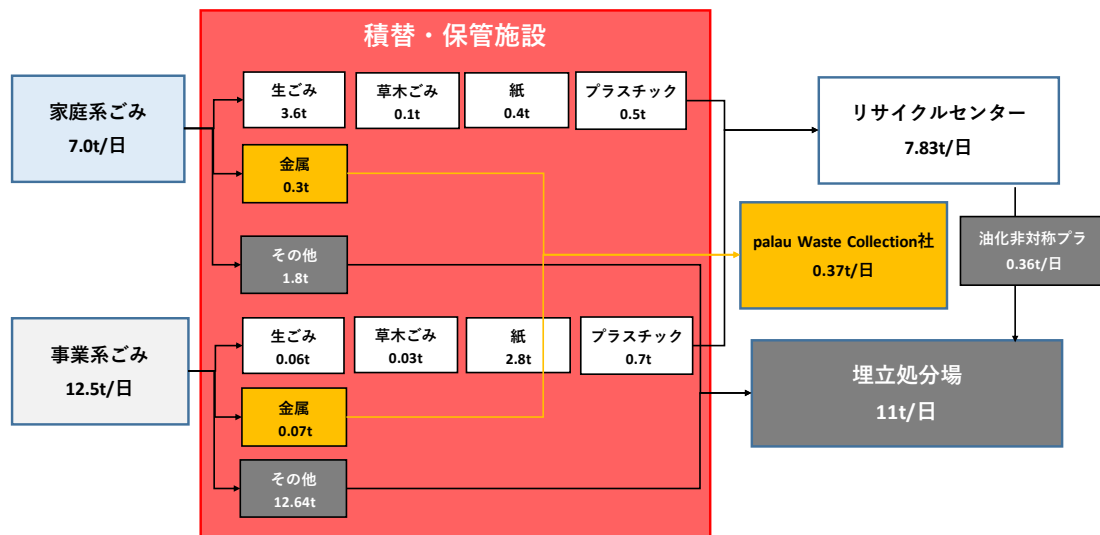 積替・保管施設
家庭系ごみ
7.0t/日
生ごみ
3.6t
草木ごみ
0.1t
紙
0.4t
プラスチック
0.5t
金属
0.3t
その他
1.8t
事業系ごみ
12.5t/日
生ごみ
0.06t
草木ごみ
0.03t
紙
2.8t
プラスチック
0.7t
金属
0.07t
その他
12.64t
リサイクルセンター
7.83t/日
palau Waste Collection社
0.37t/日
油化非対称プラ
0.36t/日
埋立処分場
11t/日